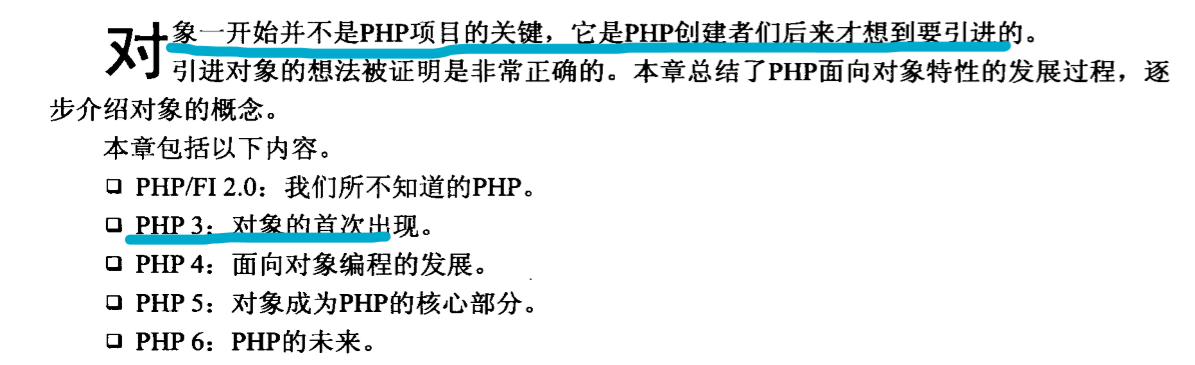 对象一开始并不是PHP项目的关键，它是PHP创建者们后来才想到要引进的。
引进对象的想法被证明是非常正确的。本章总结了PHP面向对象特性的发展过程，逐
步介绍对象的概念。
本章包括以下内容。
❑ PHP/FI 2.0：我们所不知道的PHP。
❑ PHP 3：对象的首次出现。
❑ PHP 4：面向对象编程的发展。
❑ PHP 5：对象成为PHP的核心部分。
❑ PHP 6：PHP的未来。